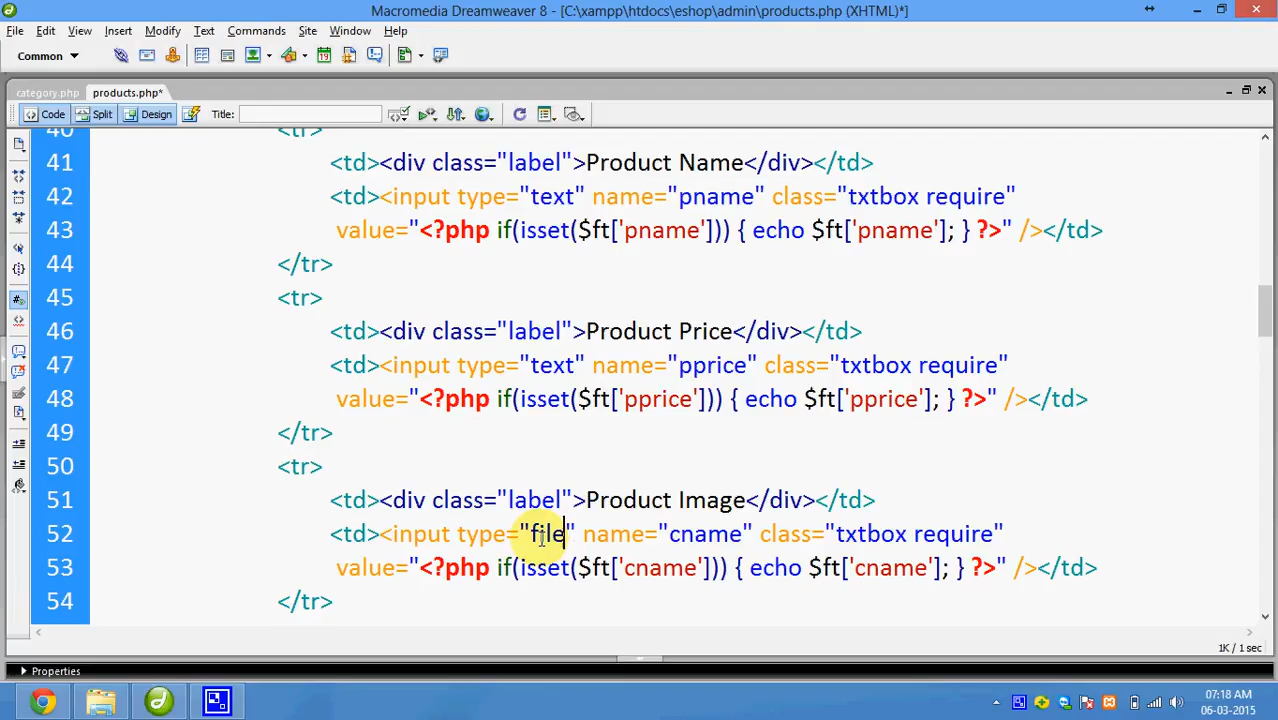 Macromedia Dreamweaver 8 - [C:\xampp\htdocs\eshop\admin\products.php (XHTML)*]
File Edit View Insert Modify Text Commands Site Window Help
Common
category.php products.php*
Code Split Design Title:
40 <tr>
41 <td><div class="label">Product Name</div></td>
42 <td><input type="text" name="pname" class="txtbox require"
43 value="<?php if(isset($ft['pname'])) { echo $ft['pname']; } ?>" /></td>
44 </tr>
45 <tr>
46 <td><div class="label">Product Price</div></td>
47 <td><input type="text" name="pprice" class="txtbox require"
48 value="<?php if(isset($ft['pprice'])) { echo $ft['pprice']; } ?>" /></td>
49 </tr>
50 <tr>
51 <td><div class="label">Product Image</div></td>
52 <td><input type="file" name="cname" class="txtbox require"
53 value="<?php if(isset($ft['cname'])) { echo $ft['cname']; } ?>" /></td>
54 </tr>
1K / 1 sec
Properties
07:18 AM
06-03-2015